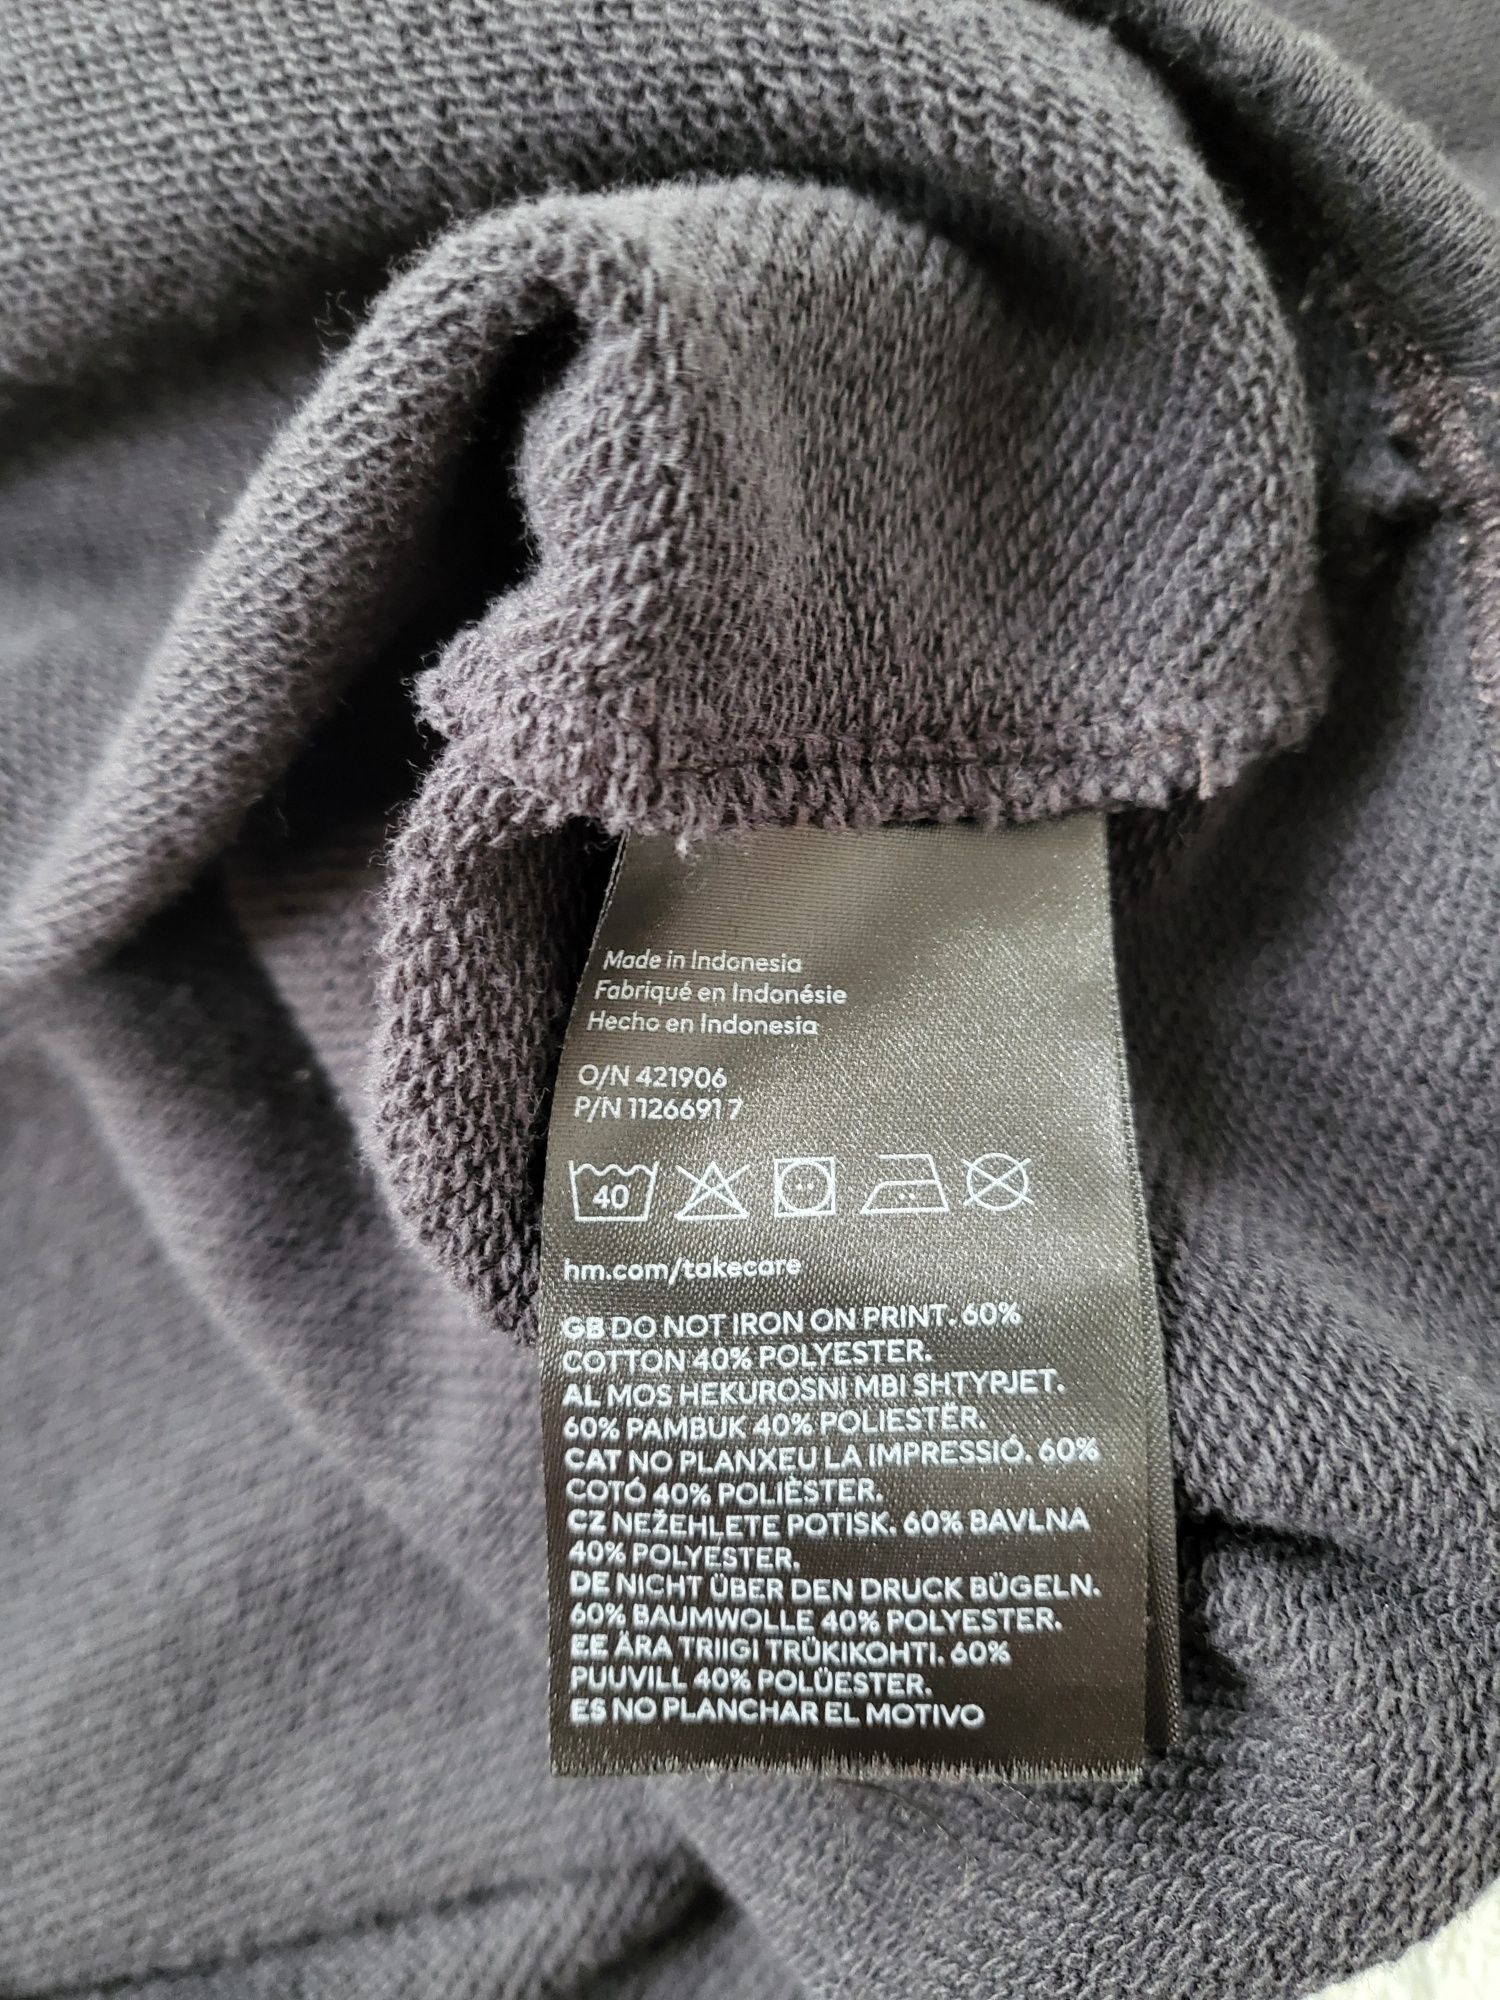 Made in Indonesia
Fabriqué en Indonésie
Hecho en Indonesia
O/N 421906
P/N 11266917
40
hm.com/takecare
GB DO NOT IRON ON PRINT. 60%
COTTON 40% POLYESTER.
AL MOS HEKUROSNI MBI SHTYPJET.
60% PAMBUK 40% POLIESTËR.
CAT NO PLANXEU LA IMPRESSIÓ. 60%
COTÓ 40% POLIÈSTER.
CZ NEŽEHLETE POTISK. 60% BAVLNA
40% POLYESTER.
DE NICHT ÜBER DEN DRUCK BÜGELN.
60% BAUMWOLLE 40% POLYESTER.
EE ÄRA TRIIGI TRÜKIKOHTI. 60%
PUUVILL 40% POLÜESTER.
ES NO PLANCHAR EL MOTIVO